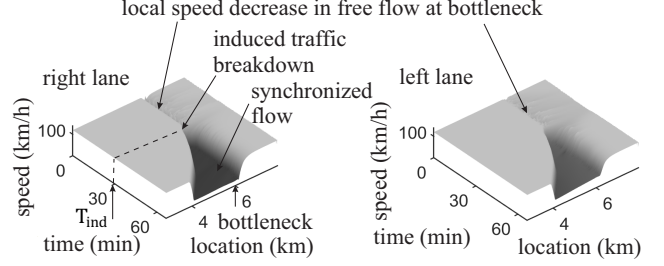 local speed decrease in free flow at bottleneck
induced traffic
breakdown
right lane
synchronized
flow
left lane
speed (km/h)
100
0
30
60
T_ind
time (min)
4
6
bottleneck
location (km)
speed (km/h)
100
0
30
60
time (min)
4
6
location (km)